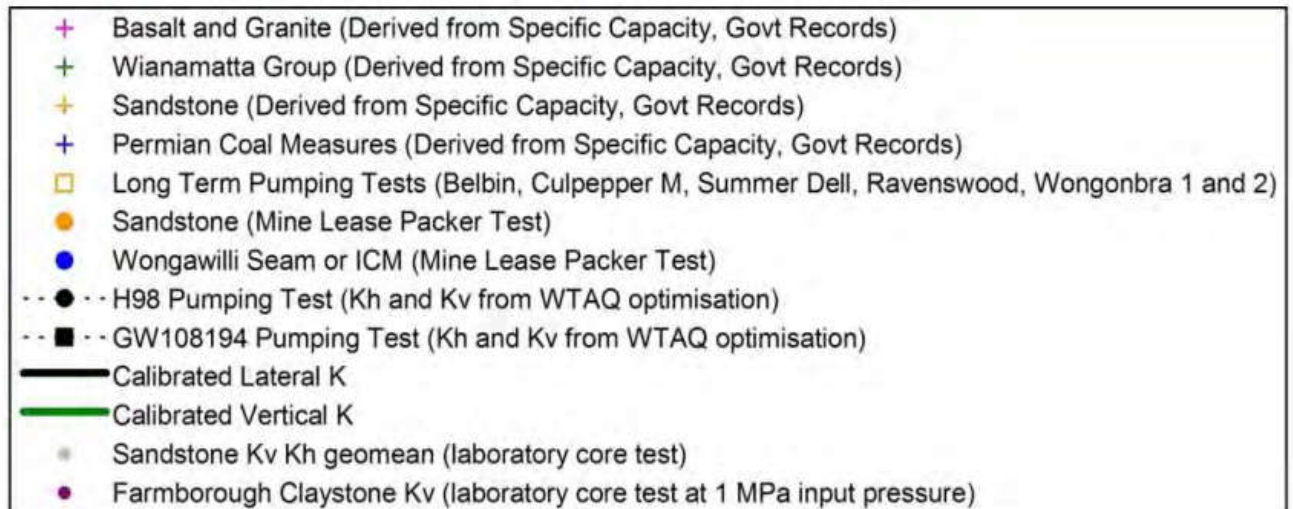 Basalt and Granite (Derived from Specific Capacity, Govt Records)
Wianamatta Group (Derived from Specific Capacity, Govt Records)
Sandstone (Derived from Specific Capacity, Govt Records)
Permian Coal Measures (Derived from Specific Capacity, Govt Records)
Long Term Pumping Tests (Belbin, Culpepper M, Summer Dell, Ravenswood, Wongonbra 1 and 2)
Sandstone (Mine Lease Packer Test)
Wongawilli Seam or ICM (Mine Lease Packer Test)
H98 Pumping Test (Kh and Kv from WTAQ optimisation)
GW108194 Pumping Test (Kh and Kv from WTAQ optimisation)
Calibrated Lateral K
Calibrated Vertical K
Sandstone Kv Kh geomean (laboratory core test)
Farmborough Claystone Kv (laboratory core test at 1 MPa input pressure)